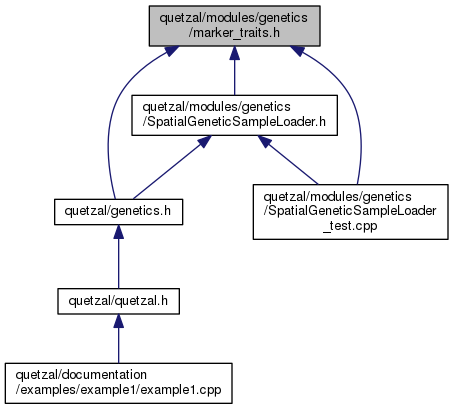 quetzal/modules/genetics
/marker_traits.h
quetzal/modules/genetics
/SpatialGeneticSampleLoader.h
quetzal/genetics.h
quetzal/modules/genetics
/SpatialGeneticSampleLoader
_test.cpp
quetzal/quetzal.h
quetzal/documentation
/examples/example1/example1.cpp